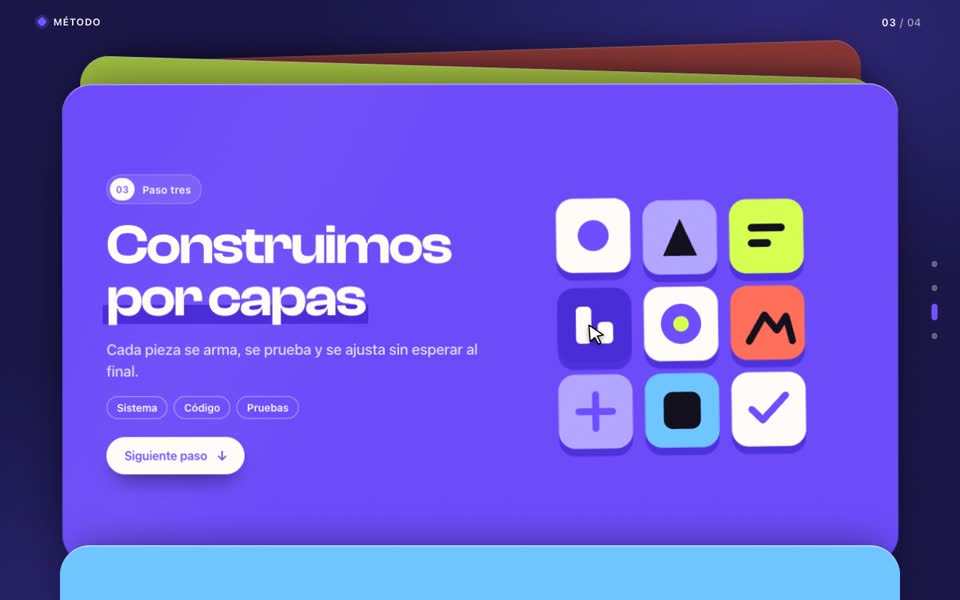 MÉTODO
03 / 04
03 Paso tres
Construimos
por capas
Cada pieza se arma, se prueba y se ajusta sin esperar al
final.
Sistema Código Pruebas
Siguiente paso ↓